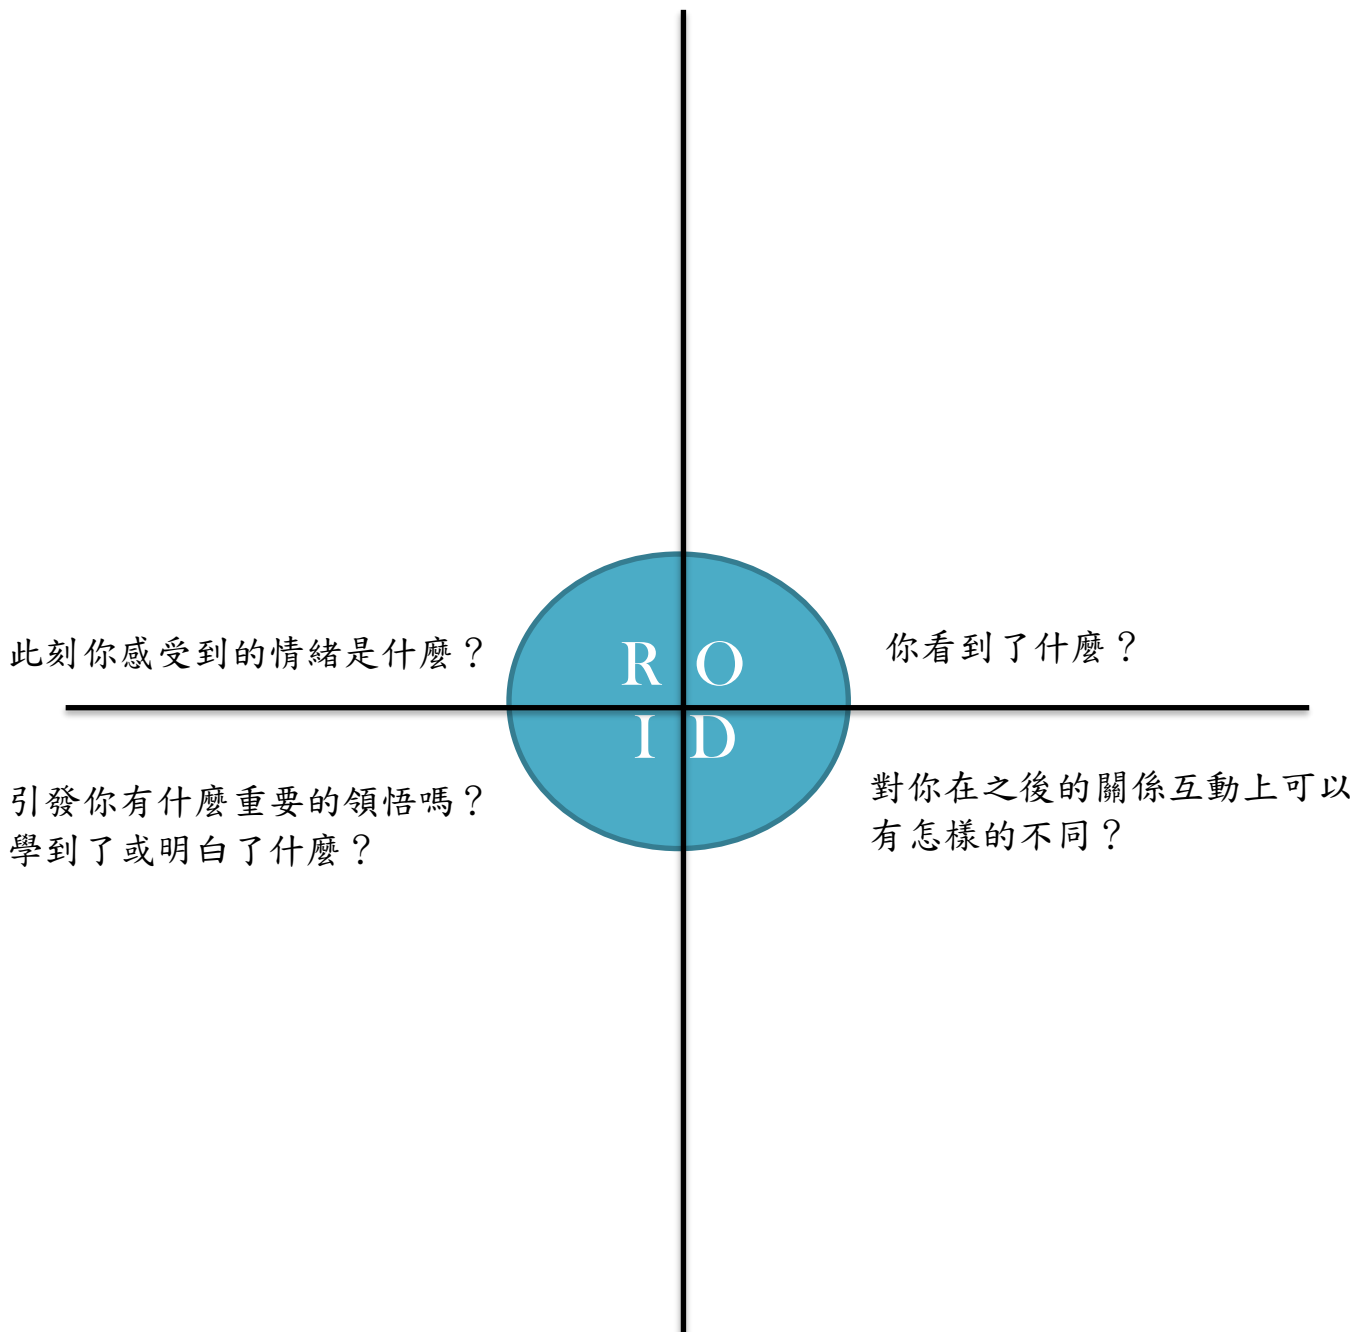 此刻你感受到的情緒是什麼？
R O
你看到了什麼？
I D
引發你有什麼重要的領悟嗎？
學到了或明白了什麼？
對你在之後的關係互動上可以
有怎樣的不同？